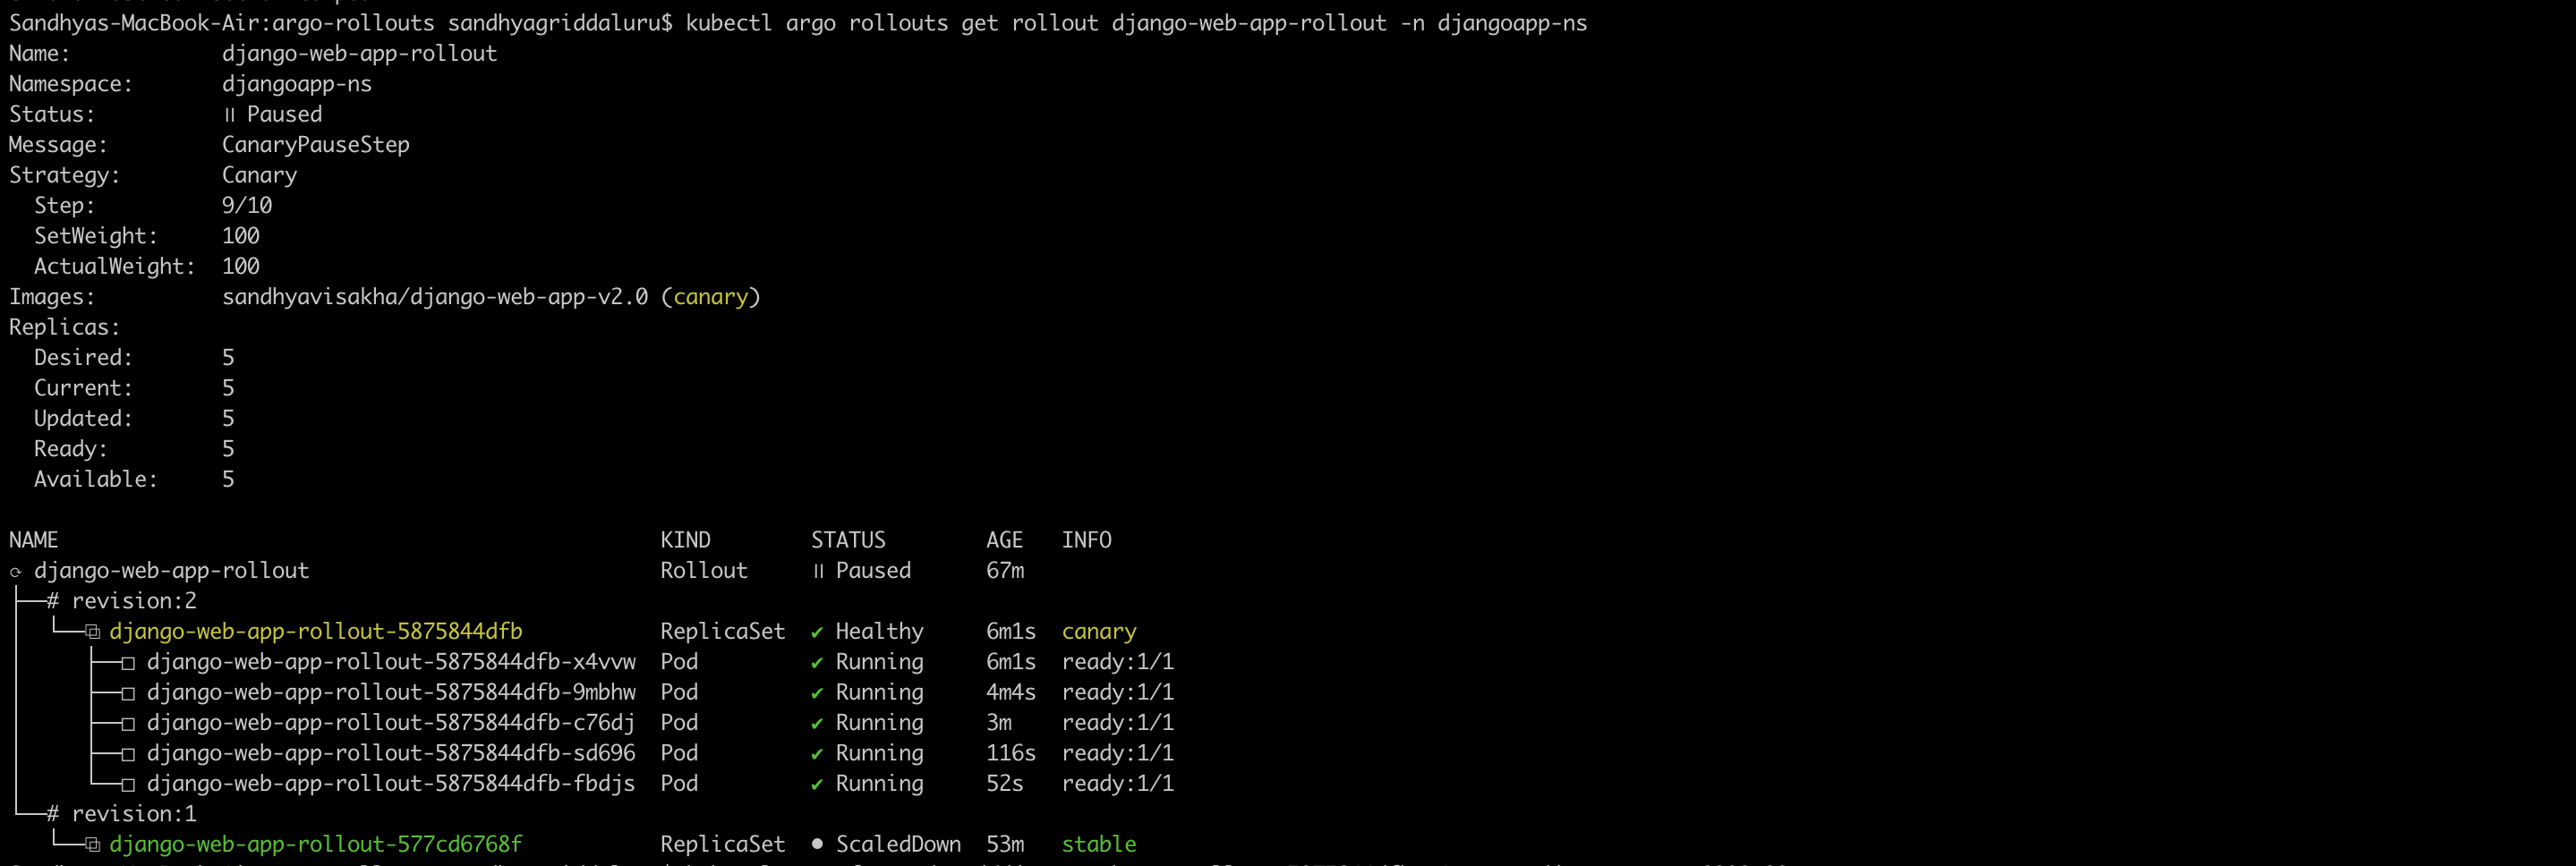 Sandhyas-MacBook-Air:argo-rollouts sandhyagriddaluru$ kubectl argo rollouts get rollout django-web-app-rollout -n djangoapp-ns
Name: django-web-app-rollout
Namespace: djangoapp-ns
Status: ॥ Paused
Message: CanaryPauseStep
Strategy: Canary
Step: 9/10
SetWeight: 100
ActualWeight: 100
Images: sandhyavisakha/django-web-app-v2.0 (canary)
Replicas:
Desired: 5
Current: 5
Updated: 5
Ready: 5
Available: 5
NAME KIND STATUS AGE INFO
⟳ django-web-app-rollout Rollout ॥ Paused 67m
├──# revision:2
│ └──⧉ django-web-app-rollout-5875844dfb ReplicaSet ✔ Healthy 6m1s canary
│ ├──□ django-web-app-rollout-5875844dfb-x4vvw Pod ✔ Running 6m1s ready:1/1
│ ├──□ django-web-app-rollout-5875844dfb-9mbhw Pod ✔ Running 4m4s ready:1/1
│ ├──□ django-web-app-rollout-5875844dfb-c76dj Pod ✔ Running 3m ready:1/1
│ ├──□ django-web-app-rollout-5875844dfb-sd696 Pod ✔ Running 116s ready:1/1
│ └──□ django-web-app-rollout-5875844dfb-fbdjs Pod ✔ Running 52s ready:1/1
└──# revision:1
└──⧉ django-web-app-rollout-577cd6768f ReplicaSet • ScaledDown 53m stable